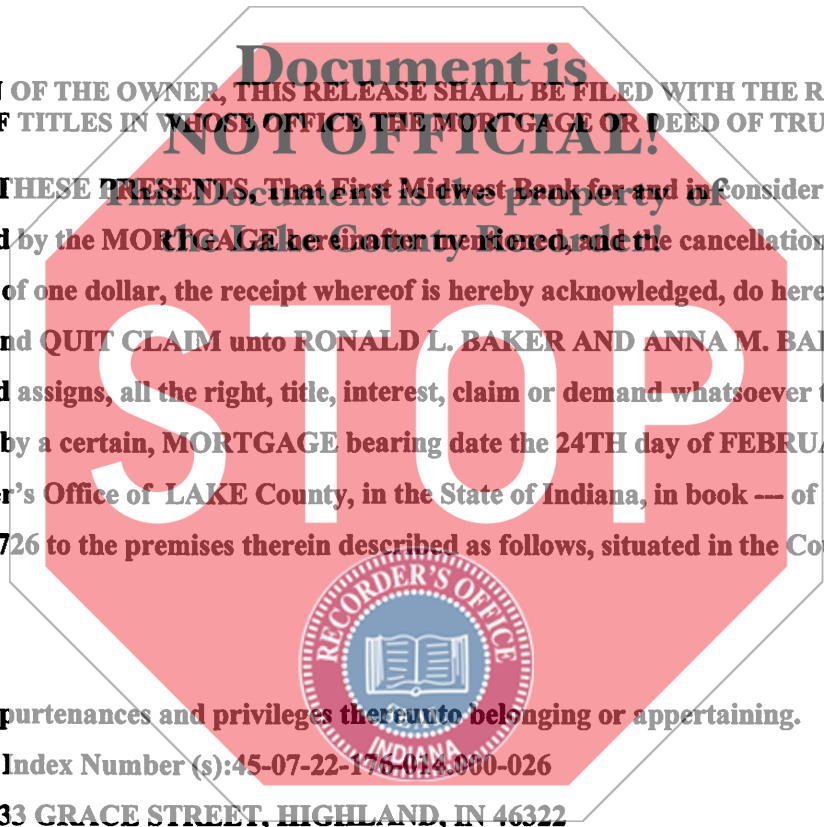 Document is
OF THE OWNER, THIS RELEASE SHALL BE FILED WITH THE R
F TITLES IN WHOSE OFFICE THE MORTGAGE OR DEED OF TRU
NOT OFFICIAL!
THESE PRESENTS, That First Midwest Bank for and in consider
This Document is the property of
d by the MORTGAGE hereinafter mentioned, and the cancellation
the Lake County Recorder!
of one dollar, the receipt whereof is hereby acknowledged, do here
nd QUIT CLAIM unto RONALD L. BAKER AND ANNA M. BA
d assigns, all the right, title, interest, claim or demand whatsoever
by a certain, MORTGAGE bearing date the 24TH day of FEBRUA
r's Office of LAKE County, in the State of Indiana, in book --- of
726 to the premises therein described as follows, situated in the Co
STOP
RECORDER'S OFFICE
purtenances and privileges thereunto belonging or appertaining.
INDIANA
Index Number (s):45-07-22-176-014.000-026
33 GRACE STREET, HIGHLAND, IN 46322